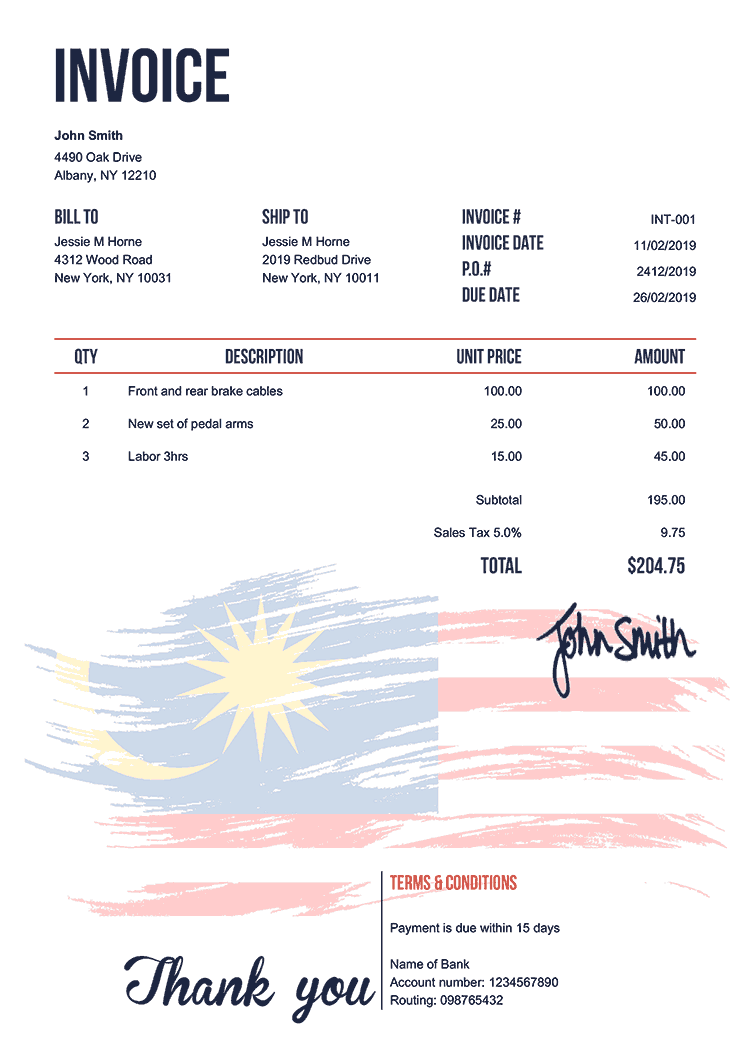 INVOICE
John Smith
4490 Oak Drive
Albany, NY 12210
BILL TO
Jessie M Horne
4312 Wood Road
New York, NY 10031
SHIP TO
Jessie M Horne
2019 Redbud Drive
New York, NY 10011
INVOICE # INT-001
INVOICE DATE 11/02/2019
P.O.# 2412/2019
DUE DATE 26/02/2019
QTY DESCRIPTION UNIT PRICE AMOUNT
1 Front and rear brake cables 100.00 100.00
2 New set of pedal arms 25.00 50.00
3 Labor 3hrs 15.00 45.00
Subtotal 195.00
Sales Tax 5.0% 9.75
TOTAL $204.75
John Smith
Thank you
TERMS & CONDITIONS
Payment is due within 15 days
Name of Bank
Account number: 1234567890
Routing: 098765432